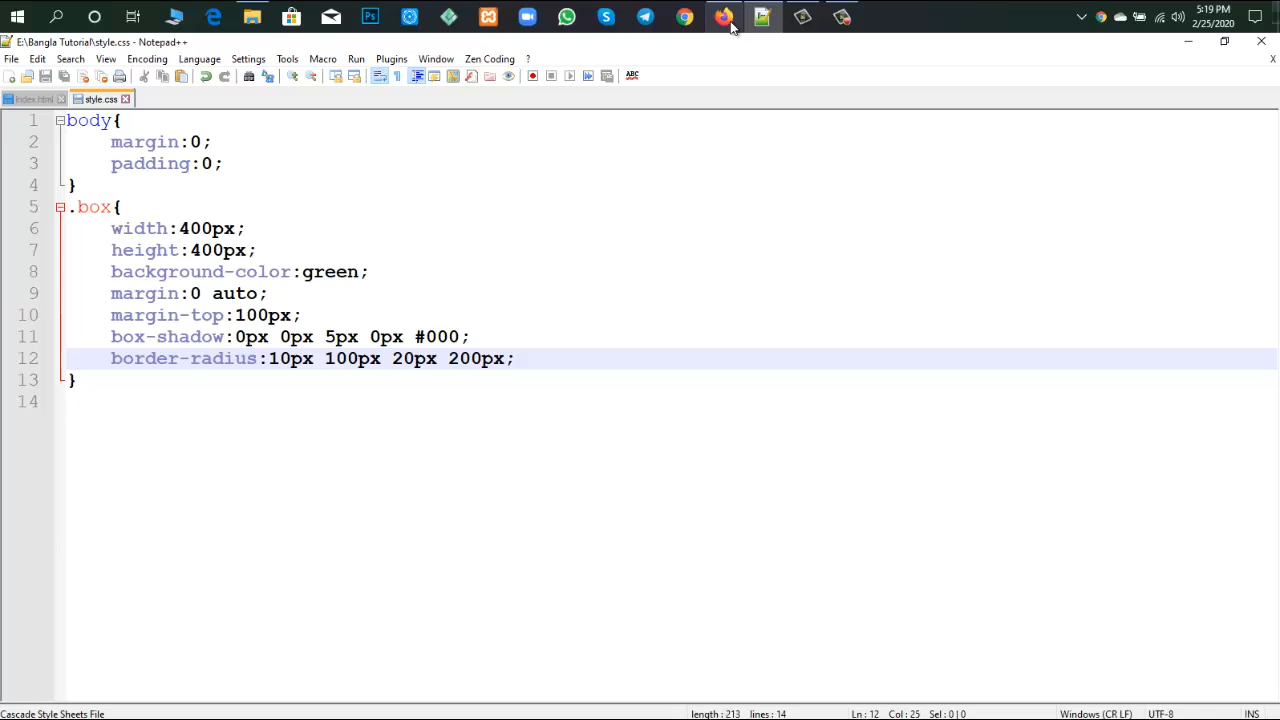 5:19 PM
2/25/2020
E:\Bangla Tutorial\style.css - Notepad++
File Edit Search View Encoding Language Settings Tools Macro Run Plugins Window Zen Coding ? X
index.html style.css
1 body{
2 margin:0;
3 padding:0;
4 }
5 .box{
6 width:400px;
7 height:400px;
8 background-color:green;
9 margin:0 auto;
10 margin-top:100px;
11 box-shadow:0px 0px 5px 0px #000;
12 border-radius:10px 100px 20px 200px;
13 }
14
Cascade Style Sheets File length : 213 lines : 14 Ln : 12 Col : 25 Sel : 0 | 0 Windows (CR LF) UTF-8 INS